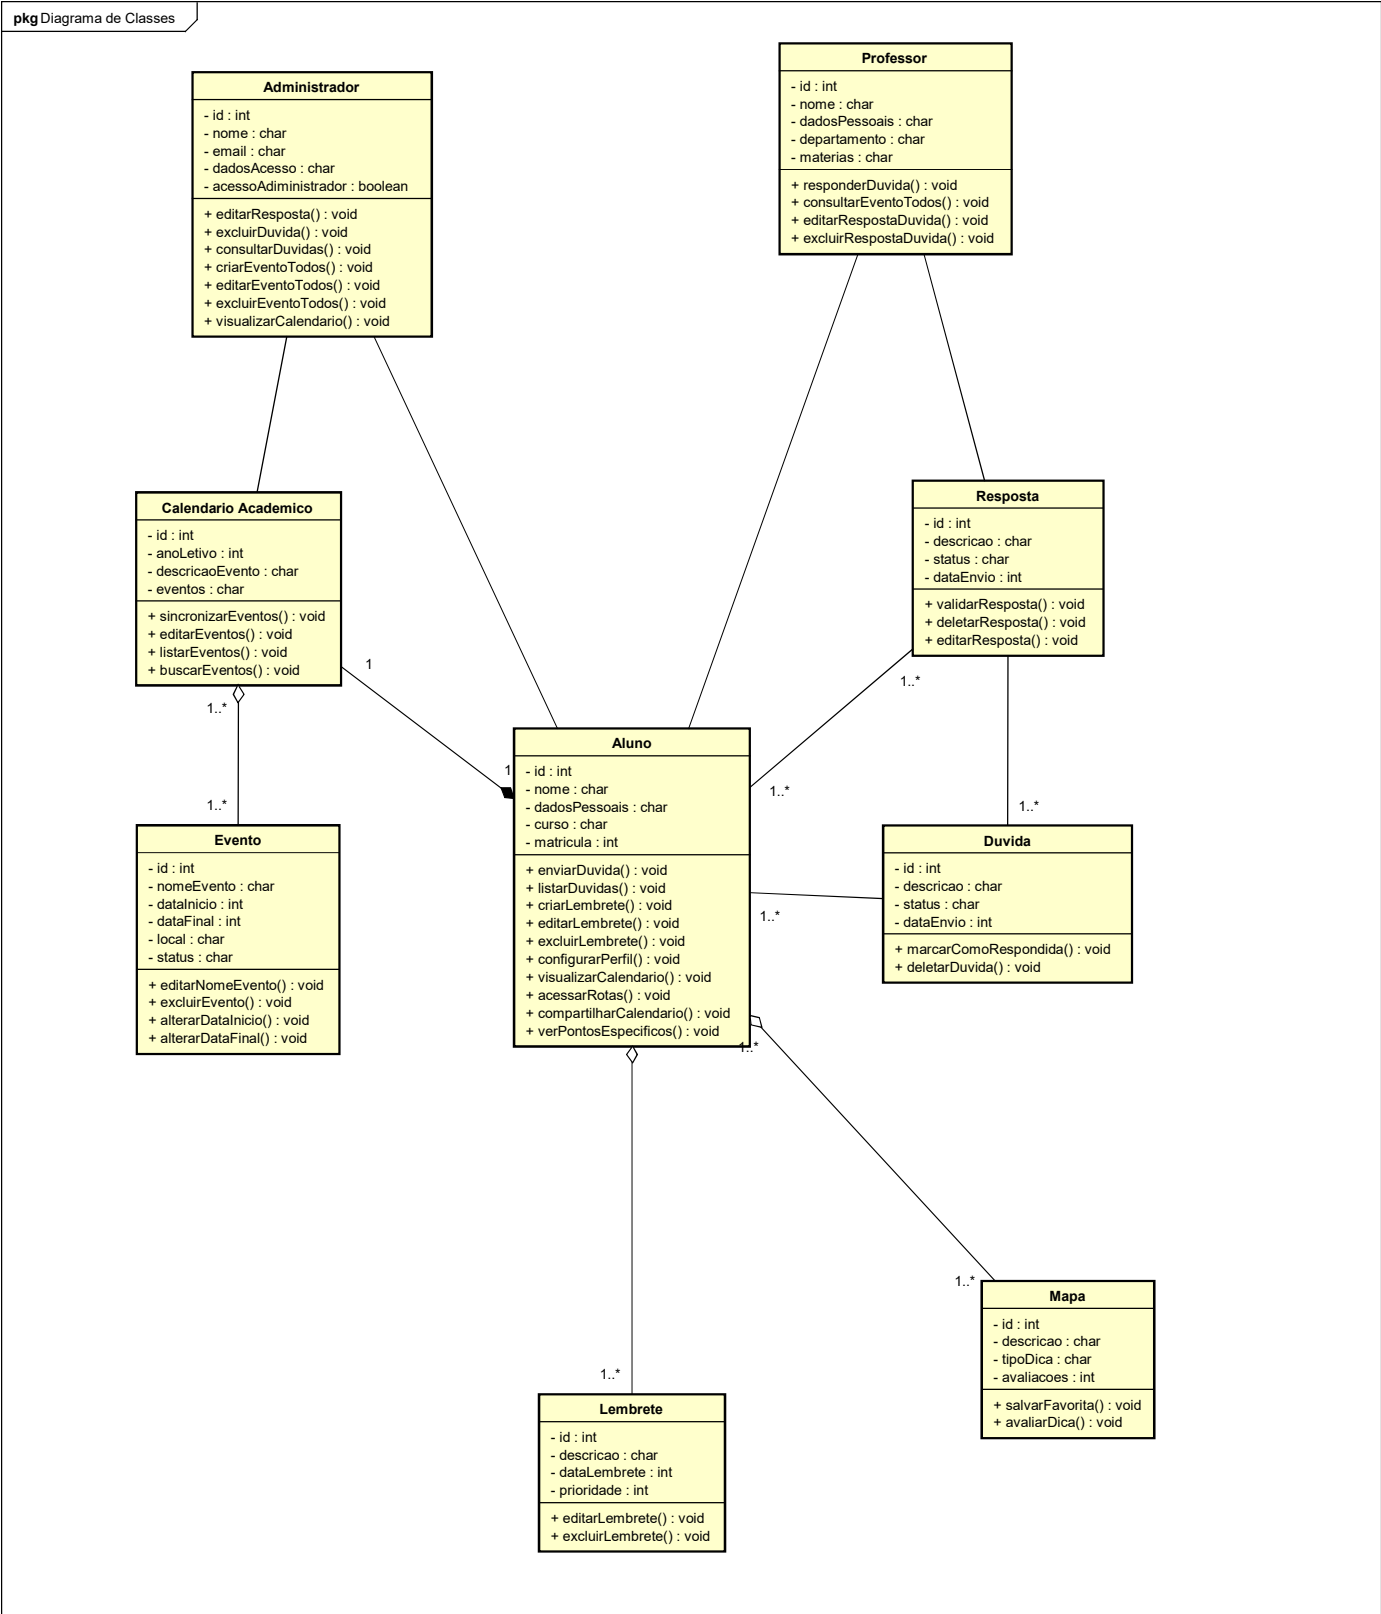 pkg Diagrama de Classes
Administrador
- id : int
- nome : char
- email : char
- dadosAcesso : char
- acessoAdiministrador : boolean
+ editarResposta() : void
+ excluirDuvida() : void
+ consultarDuvidas() : void
+ criarEventoTodos() : void
+ editarEventoTodos() : void
+ excluirEventoTodos() : void
+ visualizarCalendario() : void
Professor
- id : int
- nome : char
- dadosPessoais : char
- departamento : char
- materias : char
+ responderDuvida() : void
+ consultarEventoTodos() : void
+ editarRespostaDuvida() : void
+ excluirRespostaDuvida() : void
Calendario Academico
- id : int
- anoLetivo : int
- descricaoEvento : char
- eventos : char
+ sincronizarEventos() : void
+ editarEventos() : void
+ listarEventos() : void
+ buscarEventos() : void
Resposta
- id : int
- descricao : char
- status : char
- dataEnvio : int
+ validarResposta() : void
+ deletarResposta() : void
+ editarResposta() : void
1
1..*
1..*
1
1..*
1..*
1..*
Aluno
- id : int
- nome : char
- dadosPessoais : char
- curso : char
- matricula : int
+ enviarDuvida() : void
+ listarDuvidas() : void
+ criarLembrete() : void
+ editarLembrete() : void
+ excluirLembrete() : void
+ configurarPerfil() : void
+ visualizarCalendario() : void
+ acessarRotas() : void
+ compartilharCalendario() : void
+ verPontosEspecificos() : void
Evento
- id : int
- nomeEvento : char
- dataInicio : int
- dataFinal : int
- local : char
- status : char
+ editarNomeEvento() : void
+ excluirEvento() : void
+ alterarDataInicio() : void
+ alterarDataFinal() : void
Duvida
- id : int
- descricao : char
- status : char
- dataEnvio : int
+ marcarComoRespondida() : void
+ deletarDuvida() : void
1..*
1..*
1..*
Mapa
- id : int
- descricao : char
- tipoDica : char
- avaliacoes : int
+ salvarFavorita() : void
+ avaliarDica() : void
1..*
Lembrete
- id : int
- descricao : char
- dataLembrete : int
- prioridade : int
+ editarLembrete() : void
+ excluirLembrete() : void